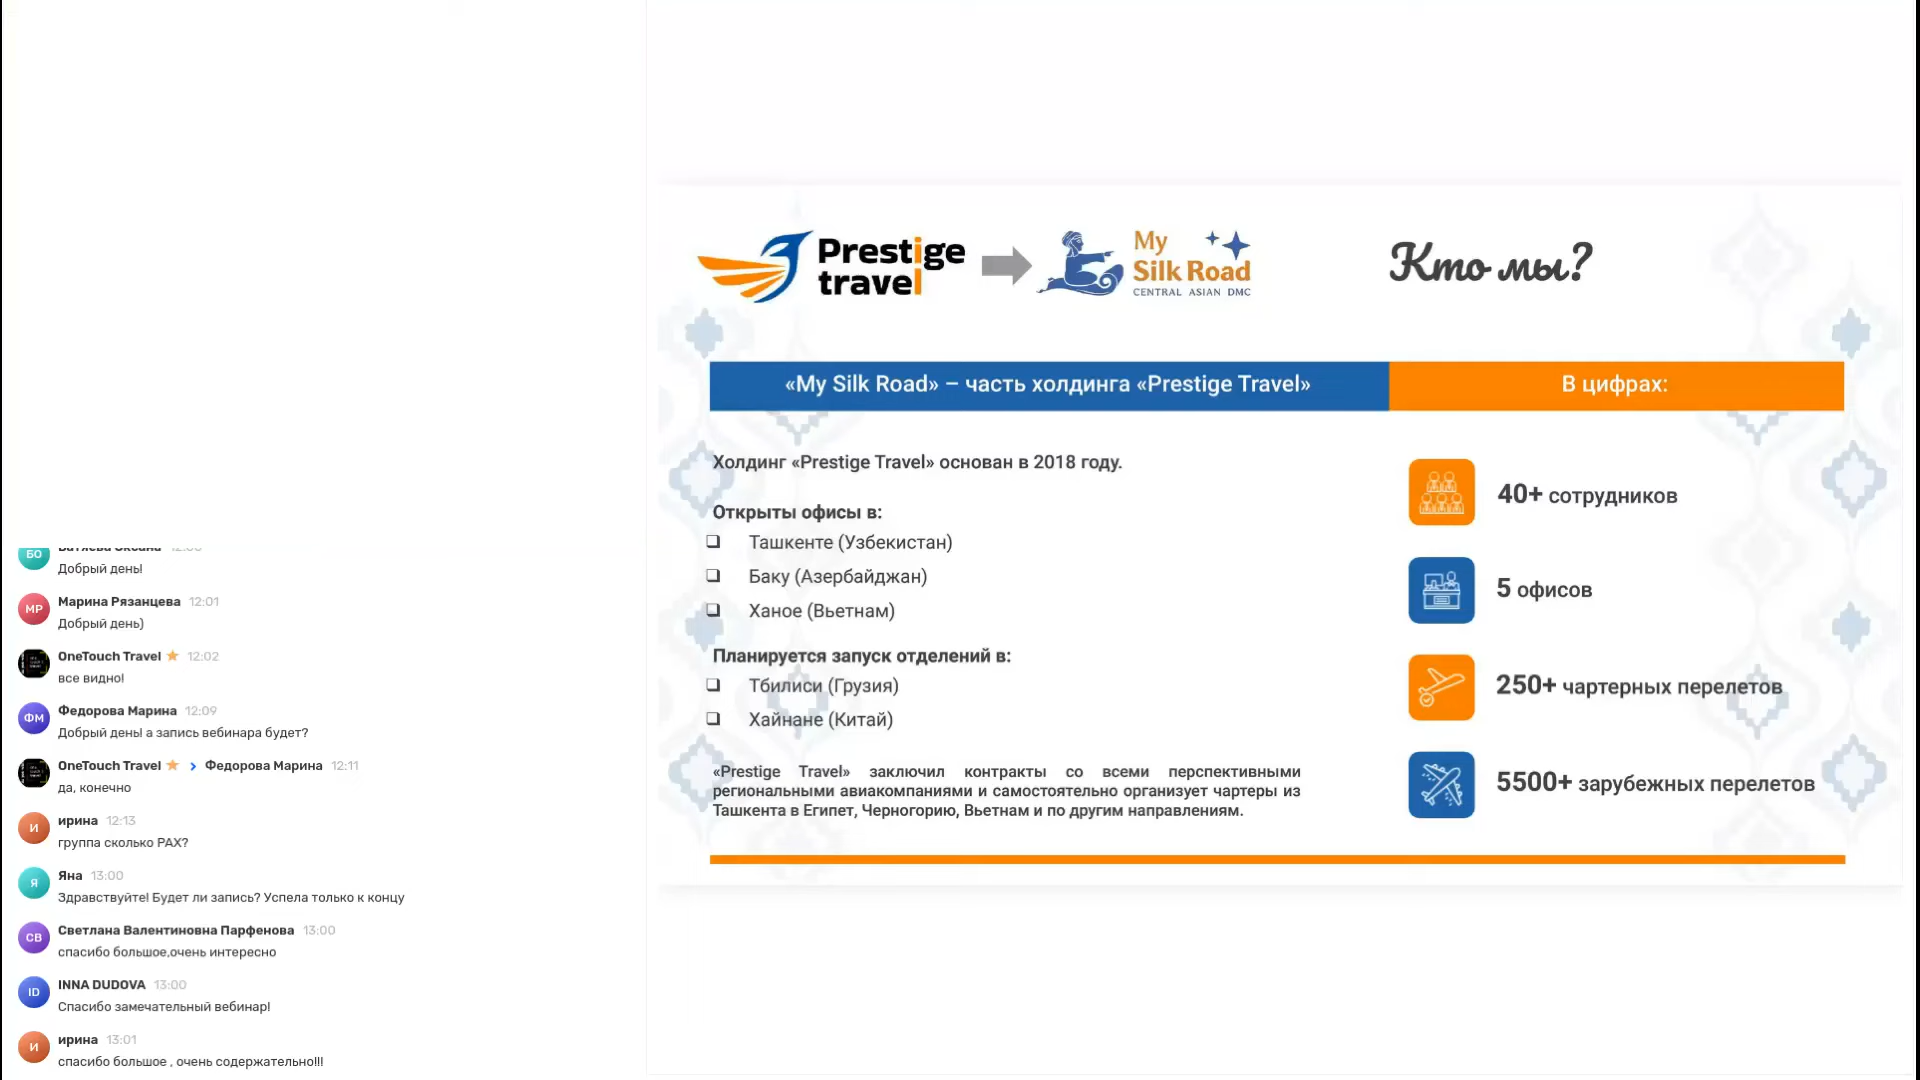 БО
Добрый день!
МР
Марина Рязанцева 12:01
Добрый день)
OneTouch Travel 12:02
все видно!
ФМ
Федорова Марина 12:09
Добрый день! а запись вебинара будет?
OneTouch Travel Федорова Марина 12:11
да, конечно
И
ирина 12:13
группа сколько PAX?
Я
Яна 13:00
Здравствуйте! Будет ли запись? Успела только к концу
СВ
Светлана Валентиновна Парфенова 13:00
спасибо большое,очень интересно
ID
INNA DUDOVA 13:00
Спасибо замечательный вебинар!
И
ирина 13:01
спасибо большое , очень содержательно!!!
Prestige
travel
My
Silk Road
CENTRAL ASIAN DMC
Кто мы?
«My Silk Road» – часть холдинга «Prestige Travel»
В цифрах:
Холдинг «Prestige Travel» основан в 2018 году.
Открыты офисы в:
Ташкенте (Узбекистан)
Баку (Азербайджан)
Ханое (Вьетнам)
Планируется запуск отделений в:
Тбилиси (Грузия)
Хайнане (Китай)
«Prestige Travel» заключил контракты со всеми перспективными
региональными авиакомпаниями и самостоятельно организует чартеры из
Ташкента в Египет, Черногорию, Вьетнам и по другим направлениям.
40+ сотрудников
5 офисов
250+ чартерных перелетов
5500+ зарубежных перелетов